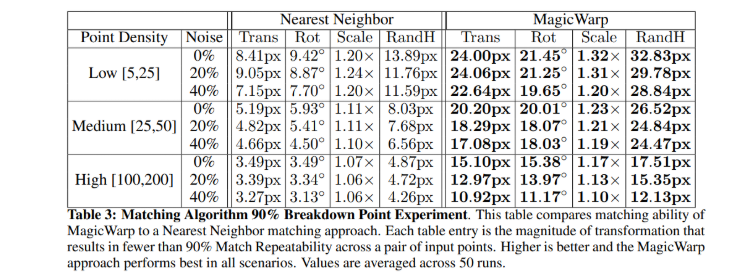 Nearest Neighbor MagicWarp
Point Density Noise Trans Rot Scale RandH Trans Rot Scale RandH
0% 8.41px 9.42° 1.20× 13.89px 24.00px 21.45° 1.32× 32.83px
Low [5,25] 20% 9.05px 8.87° 1.24× 11.76px 24.06px 21.25° 1.31× 29.78px
40% 7.15px 7.70° 1.20× 11.59px 22.64px 19.65° 1.20× 28.84px
0% 5.19px 5.93° 1.11× 8.03px 20.20px 20.01° 1.23× 26.52px
Medium [25,50] 20% 4.82px 5.41° 1.11× 7.68px 18.29px 18.07° 1.21× 24.84px
40% 4.66px 4.50° 1.10× 6.56px 17.08px 18.03° 1.19× 24.47px
0% 3.49px 3.49° 1.07× 4.87px 15.10px 15.38° 1.17× 17.51px
High [100,200] 20% 3.39px 3.34° 1.06× 4.72px 12.97px 13.97° 1.13× 15.35px
40% 3.27px 3.13° 1.06× 4.26px 10.92px 11.17° 1.10× 12.13px
Table 3: Matching Algorithm 90% Breakdown Point Experiment. This table compares matching ability of
MagicWarp to a Nearest Neighbor matching approach. Each table entry is the magnitude of transformation that
results in fewer than 90% Match Repeatability across a pair of input points. Higher is better and the MagicWarp
approach performs best in all scenarios. Values are averaged across 50 runs.